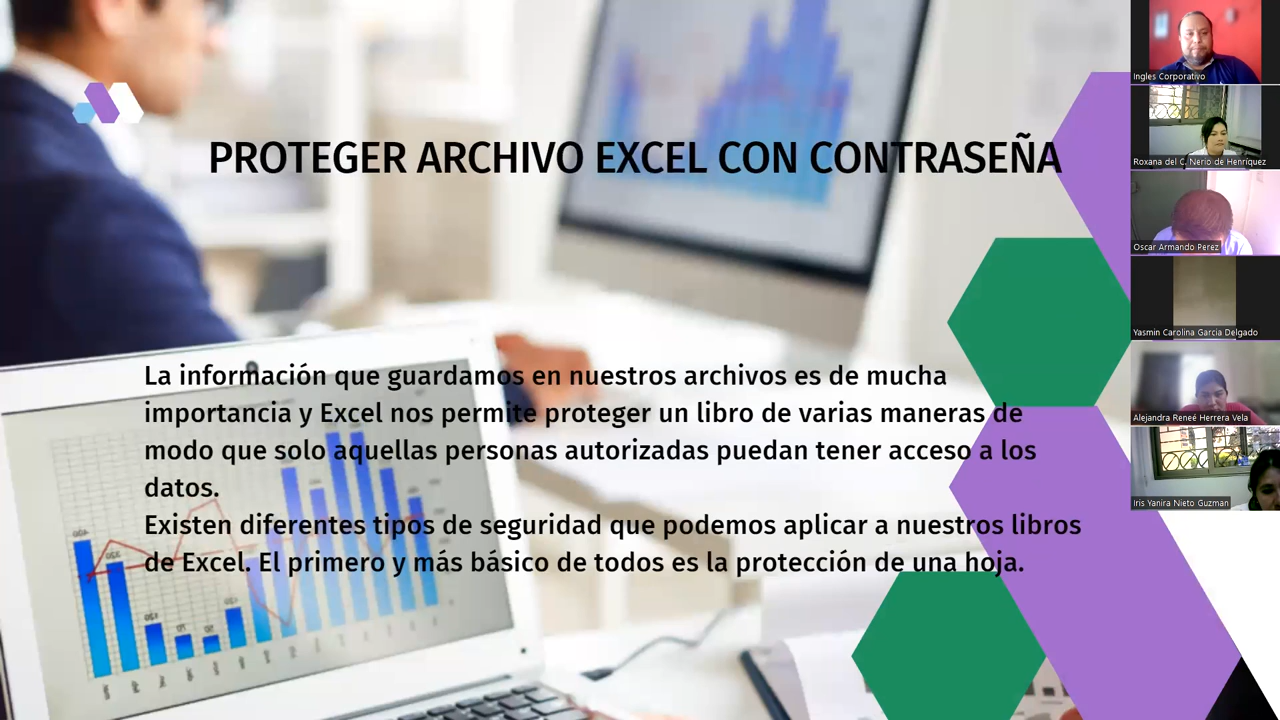 PROTEGER ARCHIVO EXCEL CON CONTRASEÑA
La información que guardamos en nuestros archivos es de mucha
importancia y Excel nos permite proteger un libro de varias maneras de
modo que solo aquellas personas autorizadas puedan tener acceso a los
datos.
Existen diferentes tipos de seguridad que podemos aplicar a nuestros libros
de Excel. El primero y más básico de todos es la protección de una hoja.
Ingles Corporativo
Roxana del C. Nerio de Henríquez
Oscar Armando Perez
Yasmin Carolina Garcia Delgado
Alejandra Reneé Herrera Vela
Iris Yanira Nieto Guzman